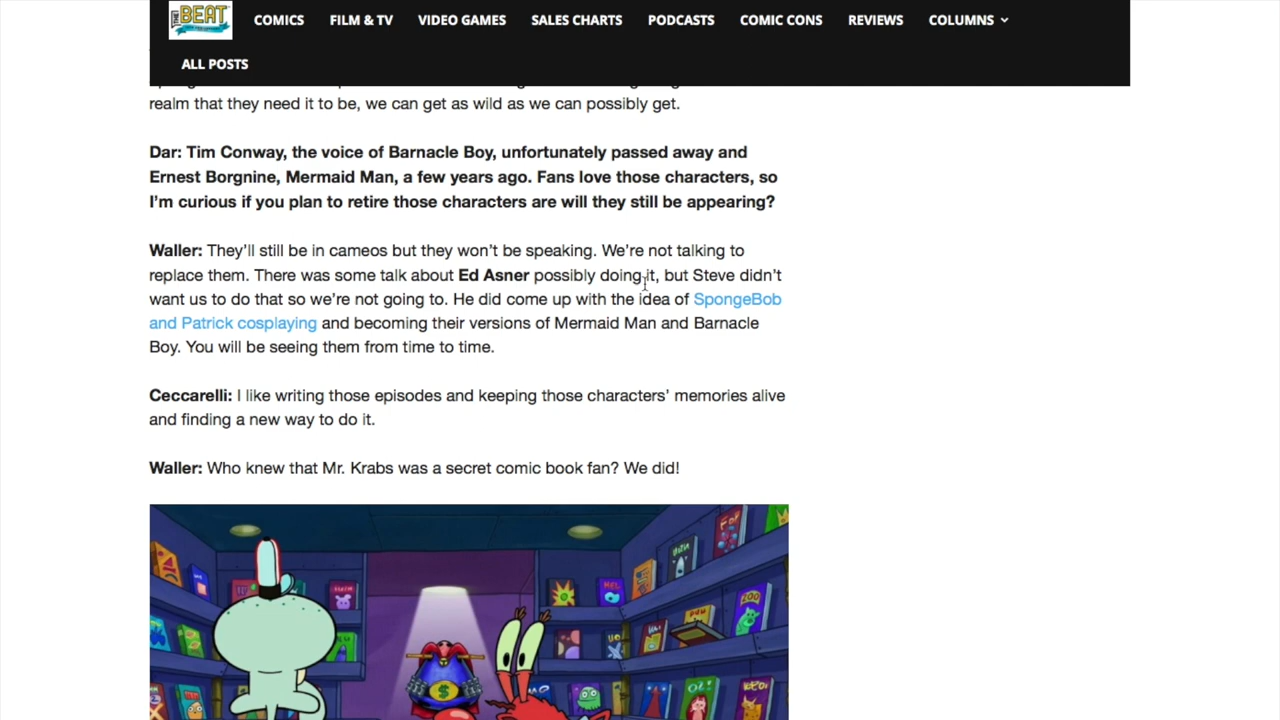 THE BEAT
COMICS FILM & TV VIDEO GAMES SALES CHARTS PODCASTS COMIC CONS REVIEWS COLUMNS
ALL POSTS
realm that they need it to be, we can get as wild as we can possibly get.
Dar: Tim Conway, the voice of Barnacle Boy, unfortunately passed away and
Ernest Borgnine, Mermaid Man, a few years ago. Fans love those characters, so
I’m curious if you plan to retire those characters are will they still be appearing?
Waller: They’ll still be in cameos but they won’t be speaking. We’re not talking to
replace them. There was some talk about Ed Asner possibly doing it, but Steve didn’t
want us to do that so we’re not going to. He did come up with the idea of SpongeBob
and Patrick cosplaying and becoming their versions of Mermaid Man and Barnacle
Boy. You will be seeing them from time to time.
Ceccarelli: I like writing those episodes and keeping those characters’ memories alive
and finding a new way to do it.
Waller: Who knew that Mr. Krabs was a secret comic book fan? We did!
ZOO
$